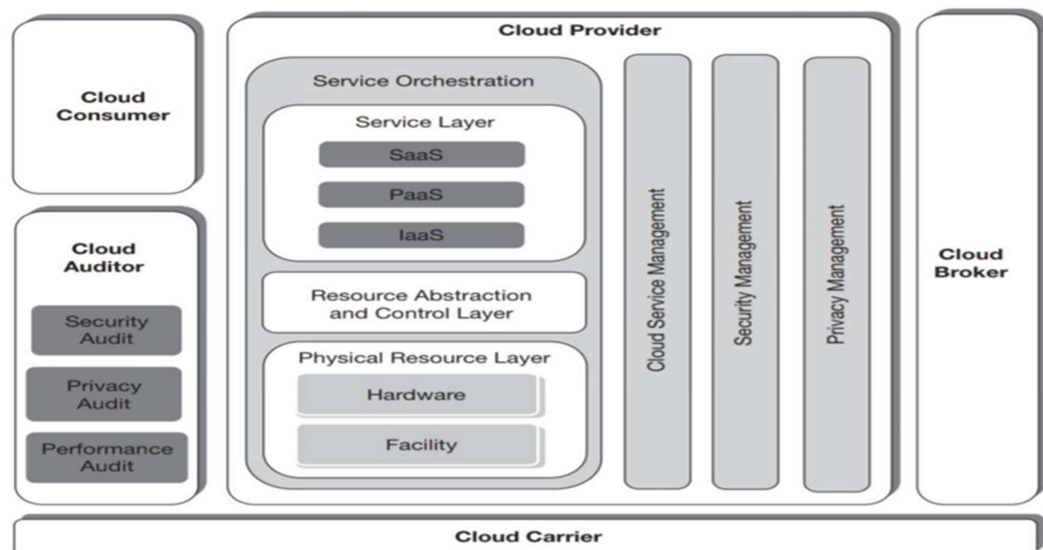 Cloud
Consumer
Cloud
Auditor
Security
Audit
Privacy
Audit
Performance
Audit
Cloud Provider
Service Orchestration
Service Layer
SaaS
PaaS
IaaS
Resource Abstraction
and Control Layer
Physical Resource Layer
Hardware
Facility
Cloud Service Management
Security Management
Privacy Management
Cloud
Broker
Cloud Carrier